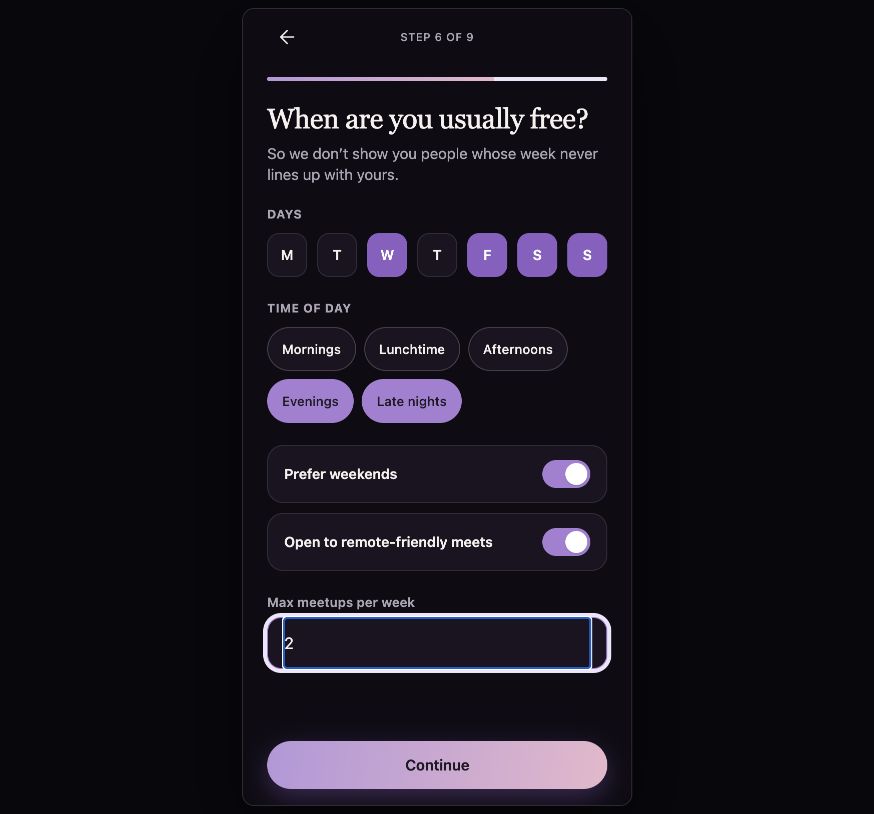 STEP 6 OF 9
When are you usually free?
So we don’t show you people whose week never
lines up with yours.
DAYS
M T W T F S S
TIME OF DAY
Mornings Lunchtime Afternoons
Evenings Late nights
Prefer weekends
Open to remote-friendly meets
Max meetups per week
2
Continue